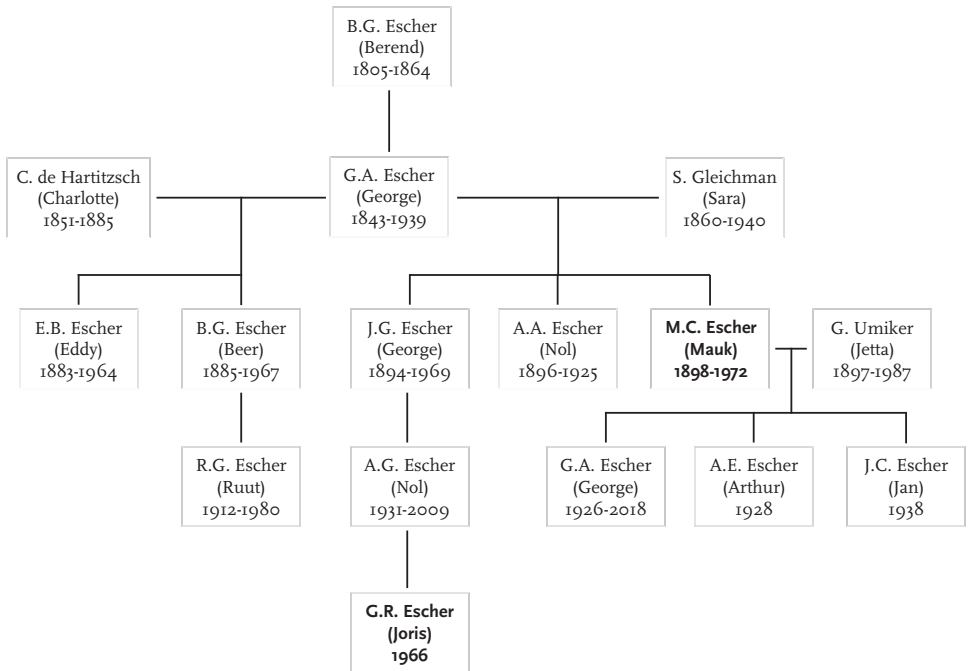 B.G. Escher
(Berend)
1805-1864
C. de Hartitzsch
(Charlotte)
1851-1885
G.A. Escher
(George)
1843-1939
S. Gleichman
(Sara)
1860-1940
E.B. Escher
(Eddy)
1883-1964
B.G. Escher
(Beer)
1885-1967
J.G. Escher
(George)
1894-1969
A.A. Escher
(Nol)
1896-1925
M.C. Escher
(Mauk)
1898-1972
G. Umiker
(Jetta)
1897-1987
R.G. Escher
(Ruut)
1912-1980
A.G. Escher
(Nol)
1931-2009
G.A. Escher
(George)
1926-2018
A.E. Escher
(Arthur)
1928
J.C. Escher
(Jan)
1938
G.R. Escher
(Joris)
1966